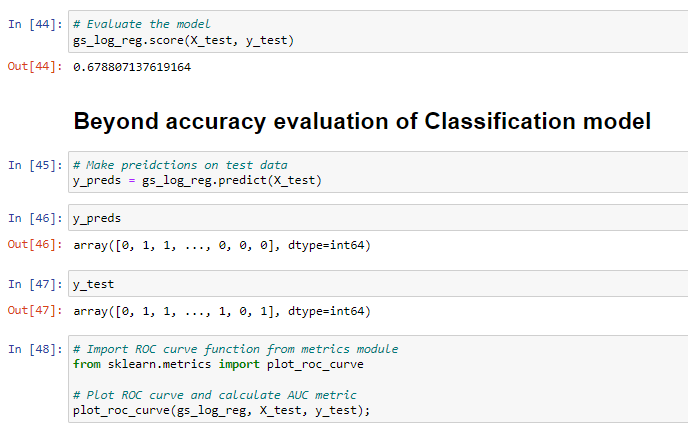 In [44]: # Evaluate the model
gs_log_reg.score(X_test, y_test)
Out[44]: 0.678807137619164
Beyond accuracy evaluation of Classification model
In [45]: # Make preidctions on test data
y_preds = gs_log_reg.predict(X_test)
In [46]: y_preds
Out[46]: array([0, 1, 1, ..., 0, 0, 0], dtype=int64)
In [47]: y_test
Out[47]: array([0, 1, 1, ..., 1, 0, 1], dtype=int64)
In [48]: # Import ROC curve function from metrics module
from sklearn.metrics import plot_roc_curve
# Plot ROC curve and calculate AUC metric
plot_roc_curve(gs_log_reg, X_test, y_test);